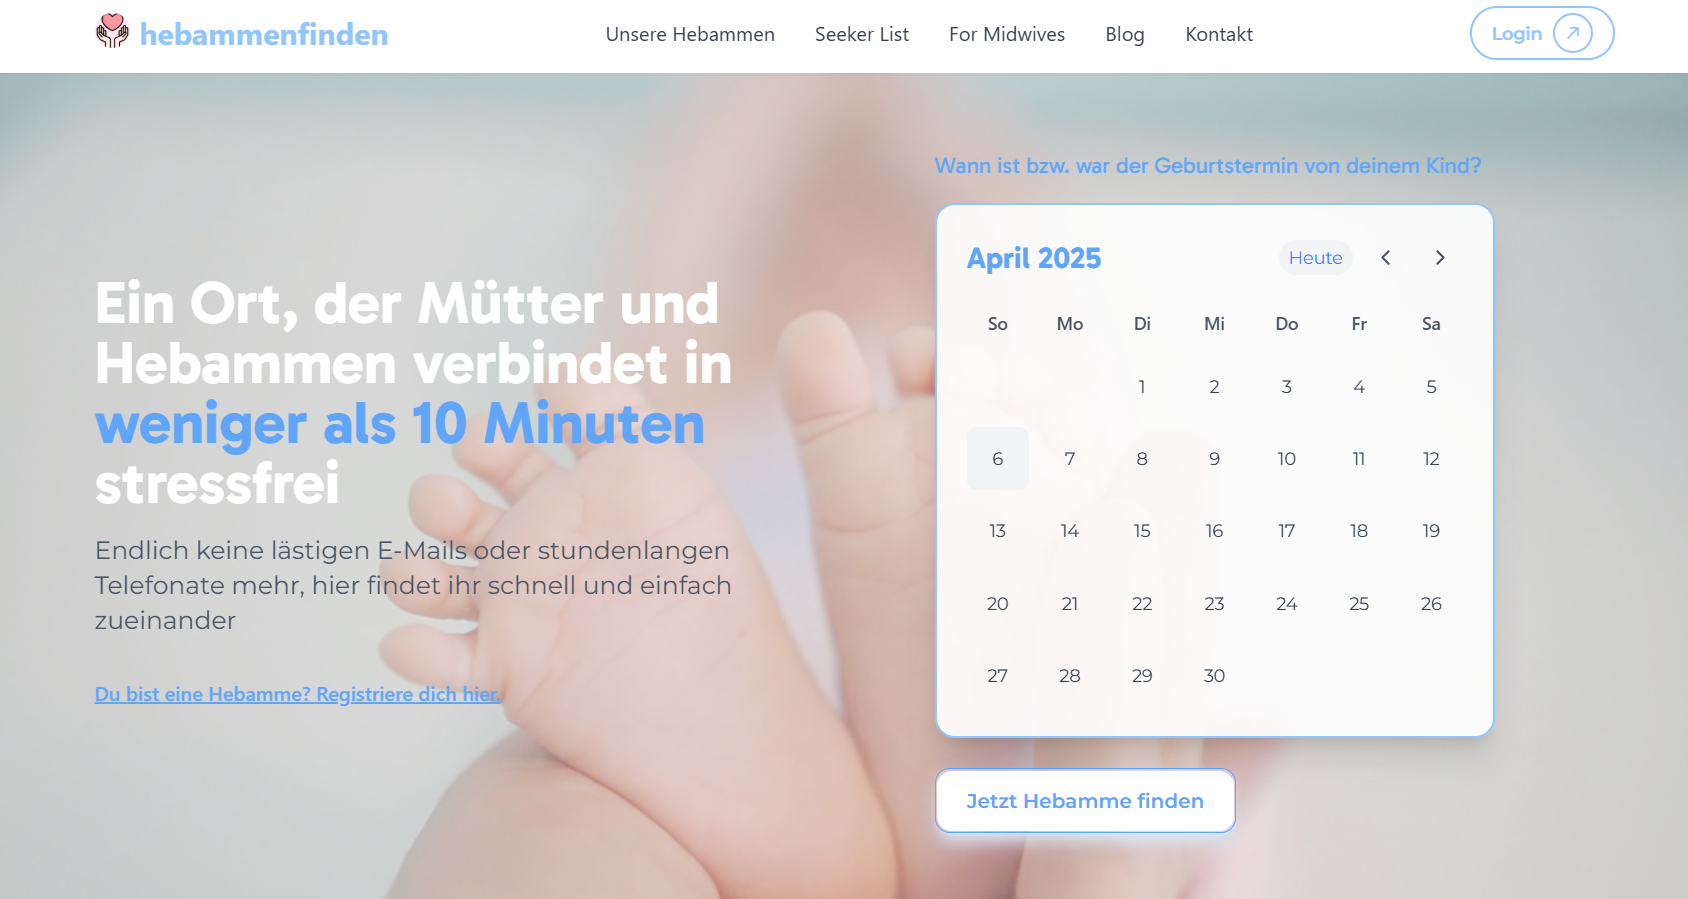 hebammenfinden
Unsere Hebammen
Seeker List
For Midwives
Blog
Kontakt
Login
Ein Ort, der Mütter und
Hebammen verbindet in
weniger als 10 Minuten
stressfrei
Endlich keine lästigen E-Mails oder stundenlangen
Telefonate mehr, hier findet ihr schnell und einfach
zueinander
Du bist eine Hebamme? Registriere dich hier.
Wann ist bzw. war der Geburtstermin von deinem Kind?
April 2025
Heute
So Mo Di Mi Do Fr Sa
1 2 3 4 5
6 7 8 9 10 11 12
13 14 15 16 17 18 19
20 21 22 23 24 25 26
27 28 29 30
Jetzt Hebamme finden